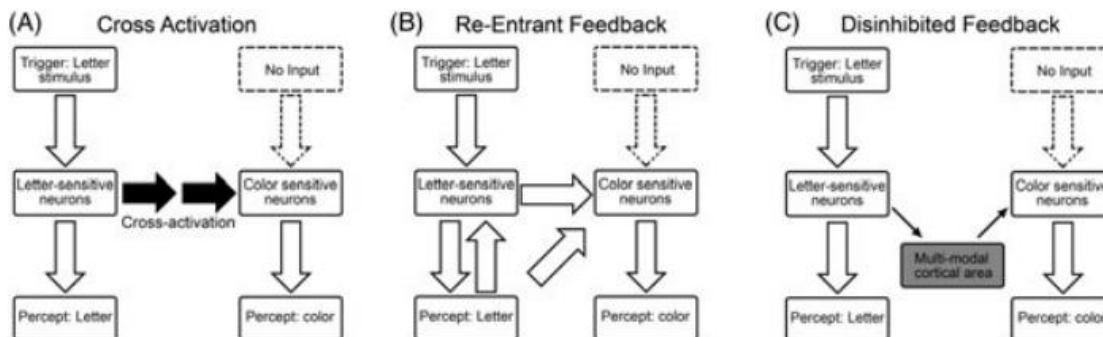 (A) Cross Activation
Trigger: Letter
stimulus
No Input
Letter-sensitive
neurons
Cross-activation
Color sensitive
neurons
Percept: Letter
Percept: color
(B) Re-Entrant Feedback
Trigger: Letter
stimulus
No Input
Letter-sensitive
neurons
Color sensitive
neurons
Percept: Letter
Percept: color
(C) Disinhibited Feedback
Trigger: Letter
stimulus
No Input
Letter-sensitive
neurons
Color sensitive
neurons
Multi-modal
cortical area
Percept: Letter
Percept: color